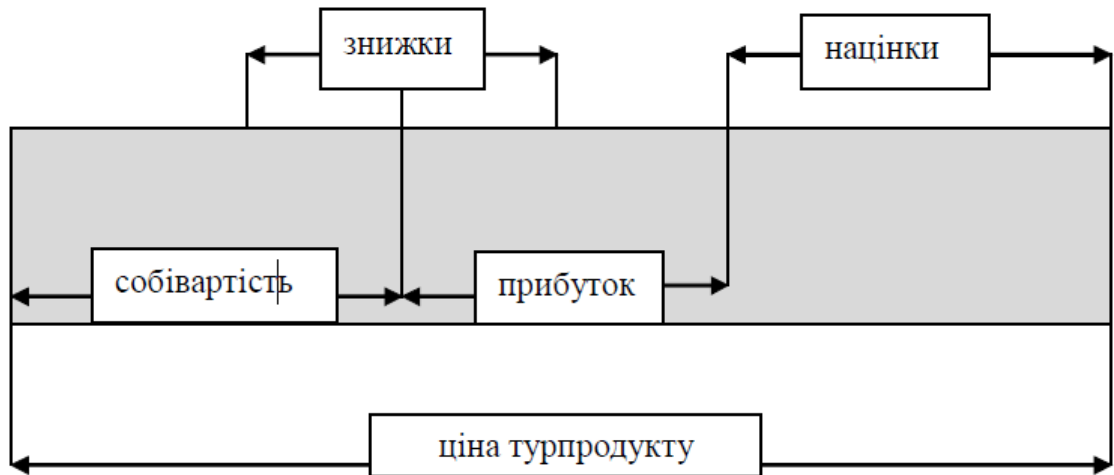 знижки
націнки
собівартість
прибуток
ціна турпродукту